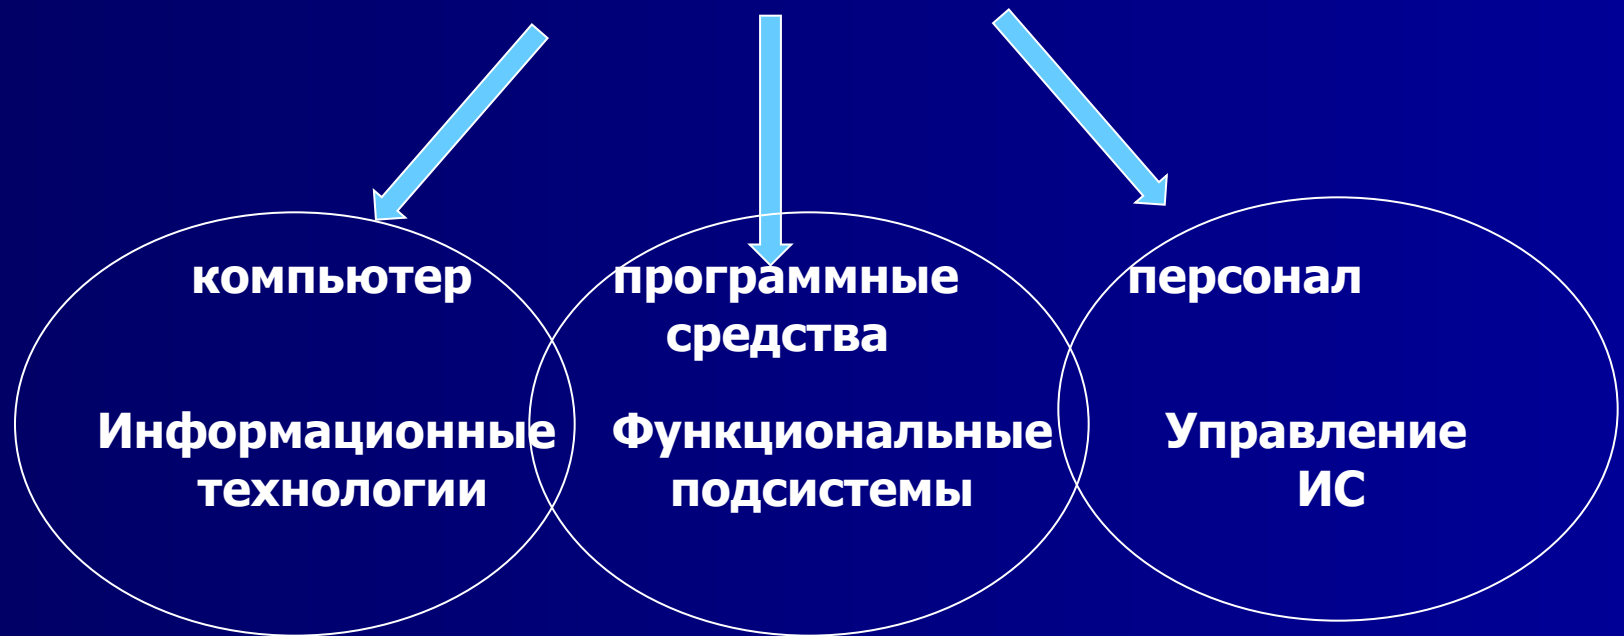 компьютер
программные
средства
персонал
Информационные
технологии
Функциональные
подсистемы
Управление
ИС